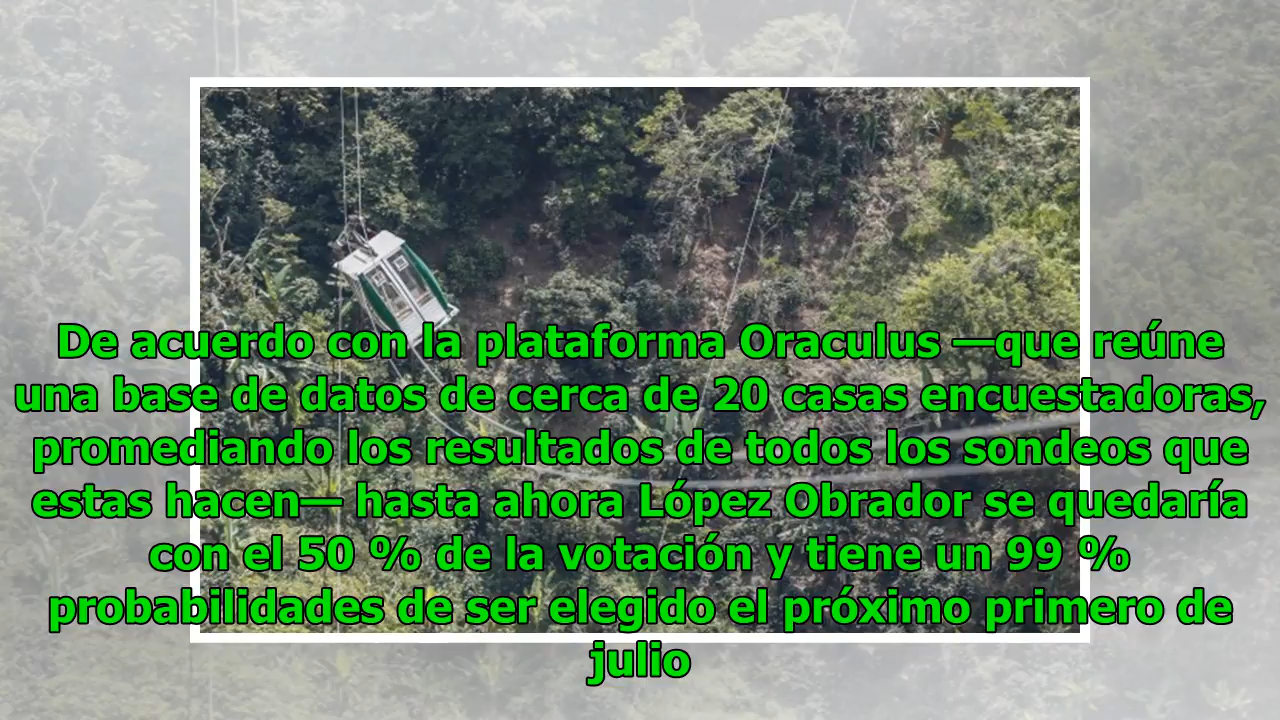 De acuerdo con la plataforma Oraculus —que reúne
una base de datos de cerca de 20 casas encuestadoras,
promediando los resultados de todos los sondeos que
estas hacen— hasta ahora López Obrador se quedaría
con el 50 % de la votación y tiene un 99 %
probabilidades de ser elegido el próximo primero de
julio